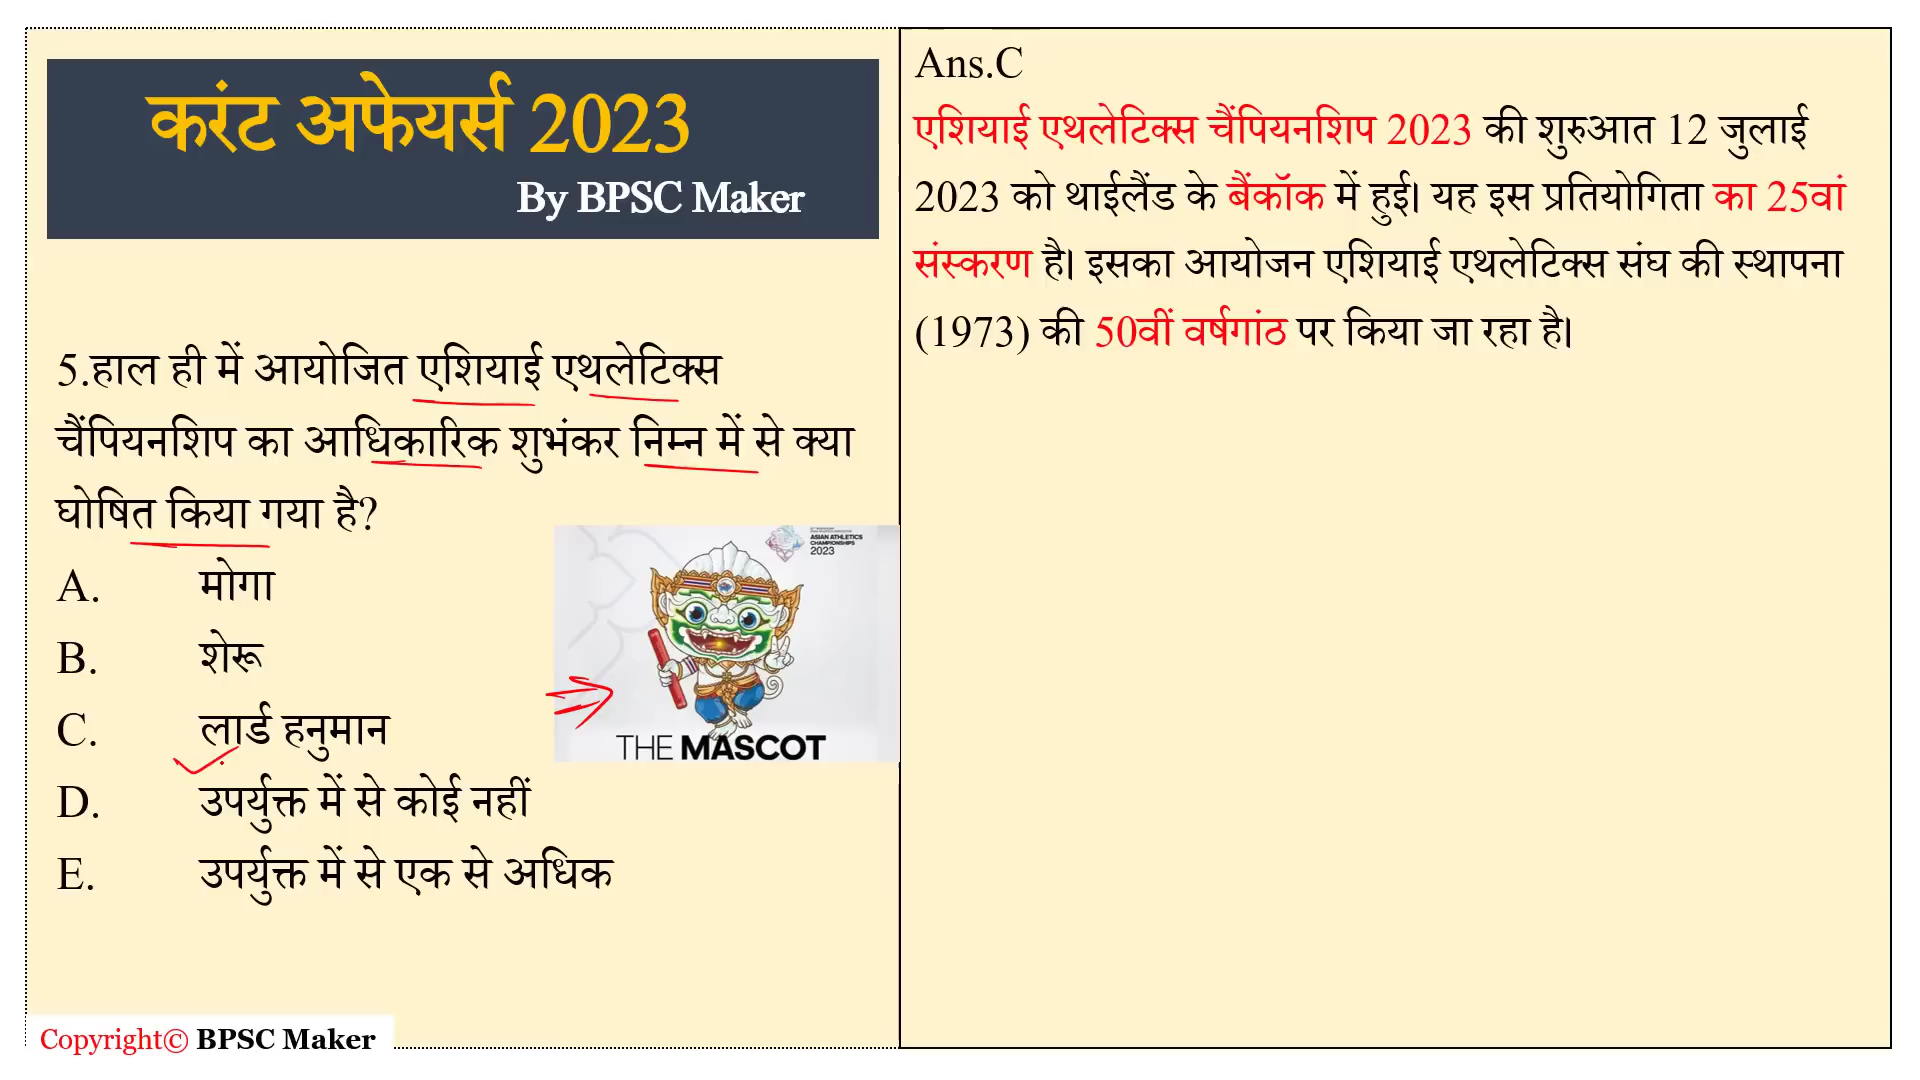 करंट अफेयर्स 2023
By BPSC Maker
5.हाल ही में आयोजित एशियाई एथलेटिक्स
चैंपियनशिप का आधिकारिक शुभंकर निम्न में से क्या
घोषित किया गया है?
A. मोगा
B. शेरू
C. लार्ड हनुमान
D. उपर्युक्त में से कोई नहीं
E. उपर्युक्त में से एक से अधिक
ASIAN ATHLETICS
CHAMPIONSHIPS
2023
THE MASCOT
Copyright© BPSC Maker
Ans.C
एशियाई एथलेटिक्स चैंपियनशिप 2023 की शुरुआत 12 जुलाई
2023 को थाईलैंड के बैंकॉक में हुई। यह इस प्रतियोगिता का 25वां
संस्करण है। इसका आयोजन एशियाई एथलेटिक्स संघ की स्थापना
(1973) की 50वीं वर्षगांठ पर किया जा रहा है।